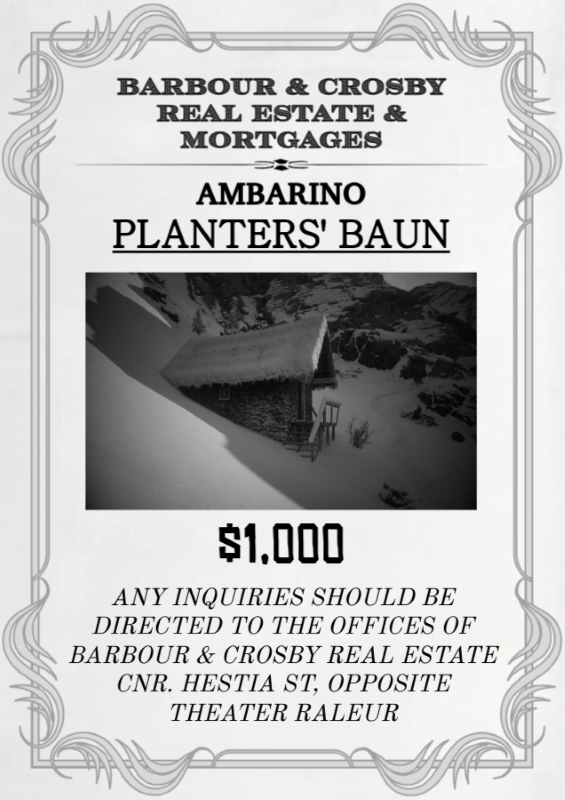 BARBOUR & CROSBY
REAL ESTATE &
MORTGAGES
AMBARINO
PLANTERS' BAUN
$1,000
ANY INQUIRIES SHOULD BE
DIRECTED TO THE OFFICES OF
BARBOUR & CROSBY REAL ESTATE
CNR. HESTIA ST, OPPOSITE
THEATER RALEUR